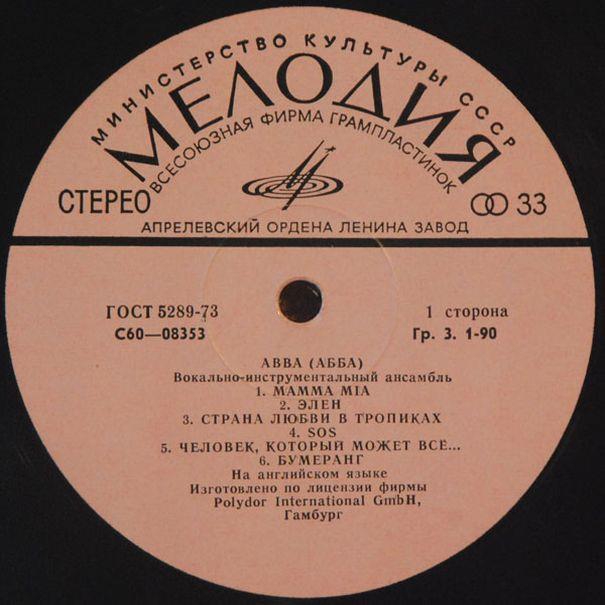 МИНИСТЕРСТВО КУЛЬТУРЫ СССР
МЕЛОДИЯ
ВСЕСОЮЗНАЯ ФИРМА ГРАМПЛАСТИНОК
СТЕРЕО
33
АПРЕЛЕВСКИЙ ОРДЕНА ЛЕНИНА ЗАВОД
ГОСТ 5289-73
1 сторона
С60—08353
Гр. 3. 1-90
ABBA (АББА)
Вокально-инструментальный ансамбль
1. MAMMA MIA
2. ЭЛЕН
3. СТРАНА ЛЮБВИ В ТРОПИКАХ
4. SOS
5. ЧЕЛОВЕК, КОТОРЫЙ МОЖЕТ ВСЁ...
6. БУМЕРАНГ
На английском языке
Изготовлено по лицензии фирмы
Polydor International GmbH,
Гамбург